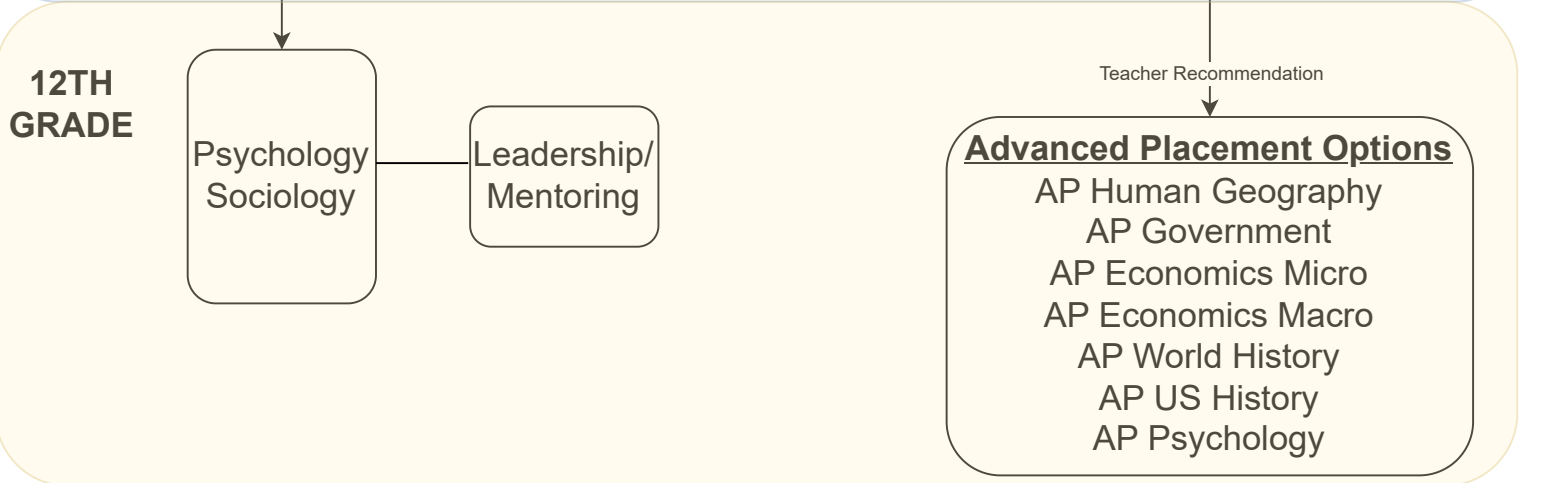 12TH
GRADE
Psychology
Sociology
Leadership/
Mentoring
Teacher Recommendation
Advanced Placement Options
AP Human Geography
AP Government
AP Economics Micro
AP Economics Macro
AP World History
AP US History
AP Psychology